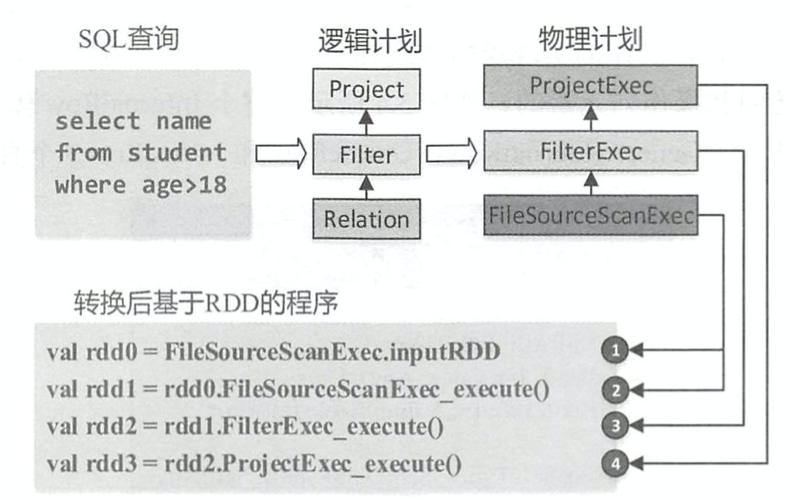 SQL查询
逻辑计划
物理计划
select name
from student
where age>18
Project
Filter
Relation
ProjectExec
FilterExec
FileSourceScanExec
转换后基于RDD的程序
val rdd0 = FileSourceScanExec.inputRDD
1
val rdd1 = rdd0.FileSourceScanExec_execute()
2
val rdd2 = rdd1.FilterExec_execute()
3
val rdd3 = rdd2.ProjectExec_execute()
4